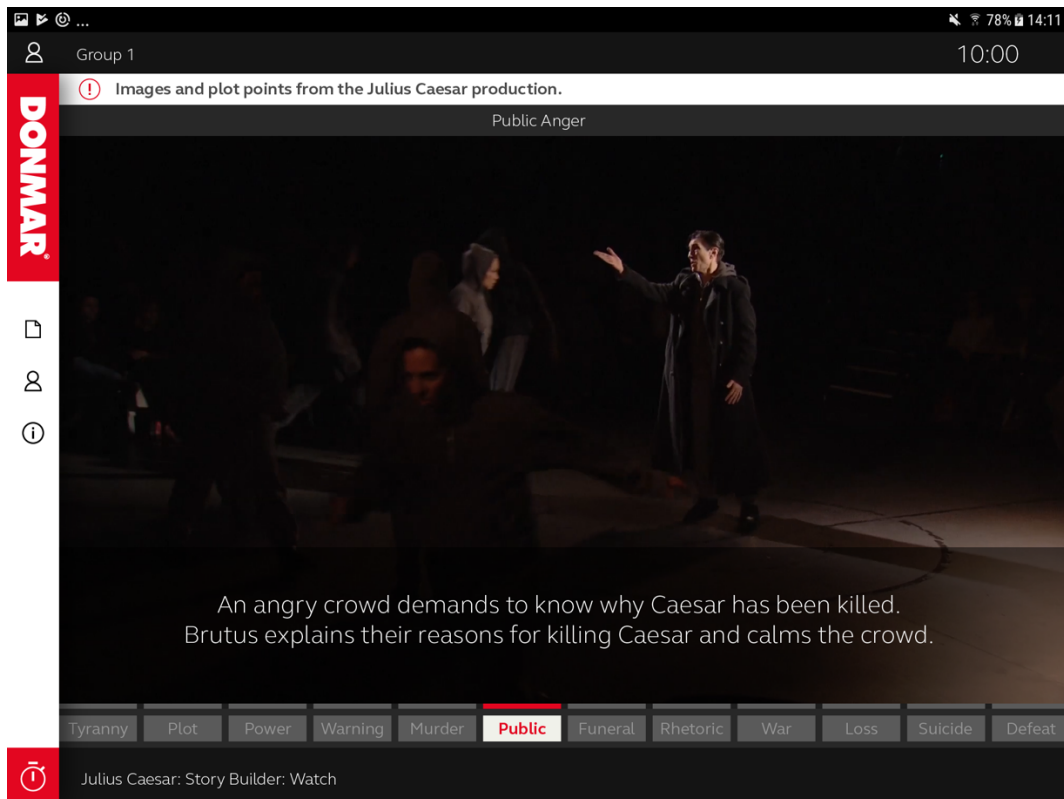 ... 78% 14:11
Group 1 10:00
! Images and plot points from the Julius Caesar production.
DONMAR®
Public Anger
i
An angry crowd demands to know why Caesar has been killed.
Brutus explains their reasons for killing Caesar and calms the crowd.
Tyranny Plot Power Warning Murder Public Funeral Rhetoric War Loss Suicide Defeat
Julius Caesar: Story Builder: Watch